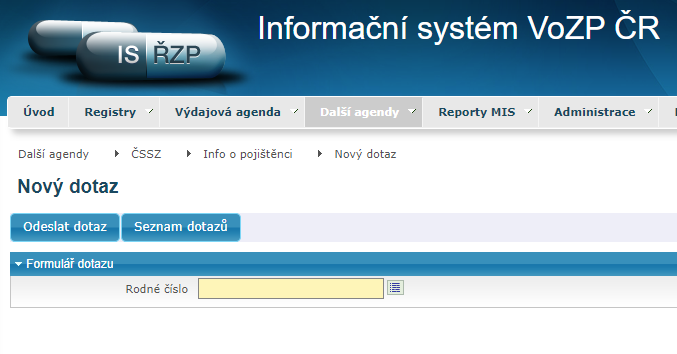 Informační systém VoZP ČR
IS ŘZP
Úvod Registry Výdajová agenda Další agendy Reporty MIS Administrace
Další agendy ČSSZ Info o pojištěnci Nový dotaz
Nový dotaz
Odeslat dotaz Seznam dotazů
Formulář dotazu
Rodné číslo